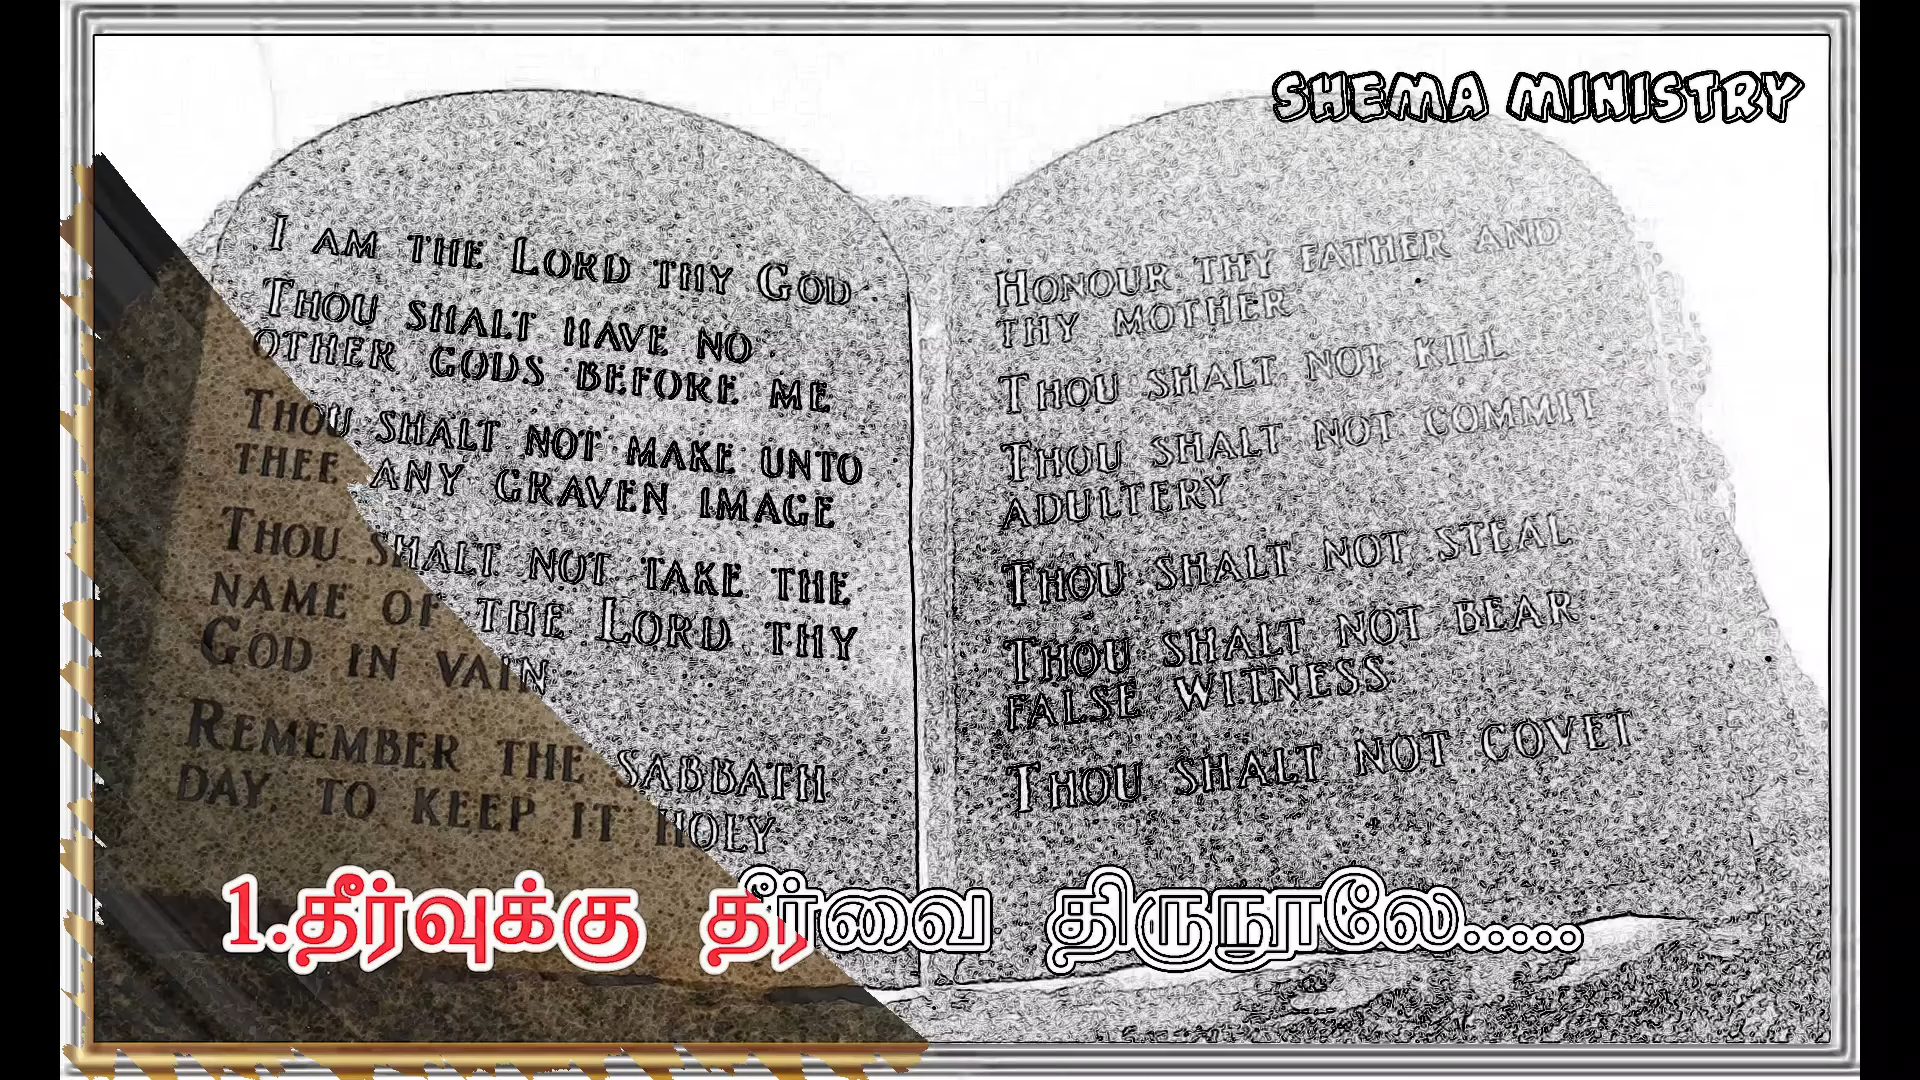 SHEMA MINISTRY
I AM THE LORD THY GOD
THOU SHALT HAVE NO
OTHER GODS BEFORE ME
THOU SHALT NOT MAKE UNTO
THEE ANY GRAVEN IMAGE
THOU SHALT NOT TAKE THE
NAME OF THE LORD THY
GOD IN VAIN
REMEMBER THE SABBATH
DAY TO KEEP IT HOLY
HONOUR THY FATHER AND
THY MOTHER
THOU SHALT NOT KILL
THOU SHALT NOT COMMIT
ADULTERY
THOU SHALT NOT STEAL
THOU SHALT NOT BEAR
FALSE WITNESS
THOU SHALT NOT COVET
1.தீர்வுக்கு தீர்வை திருநூலே.....